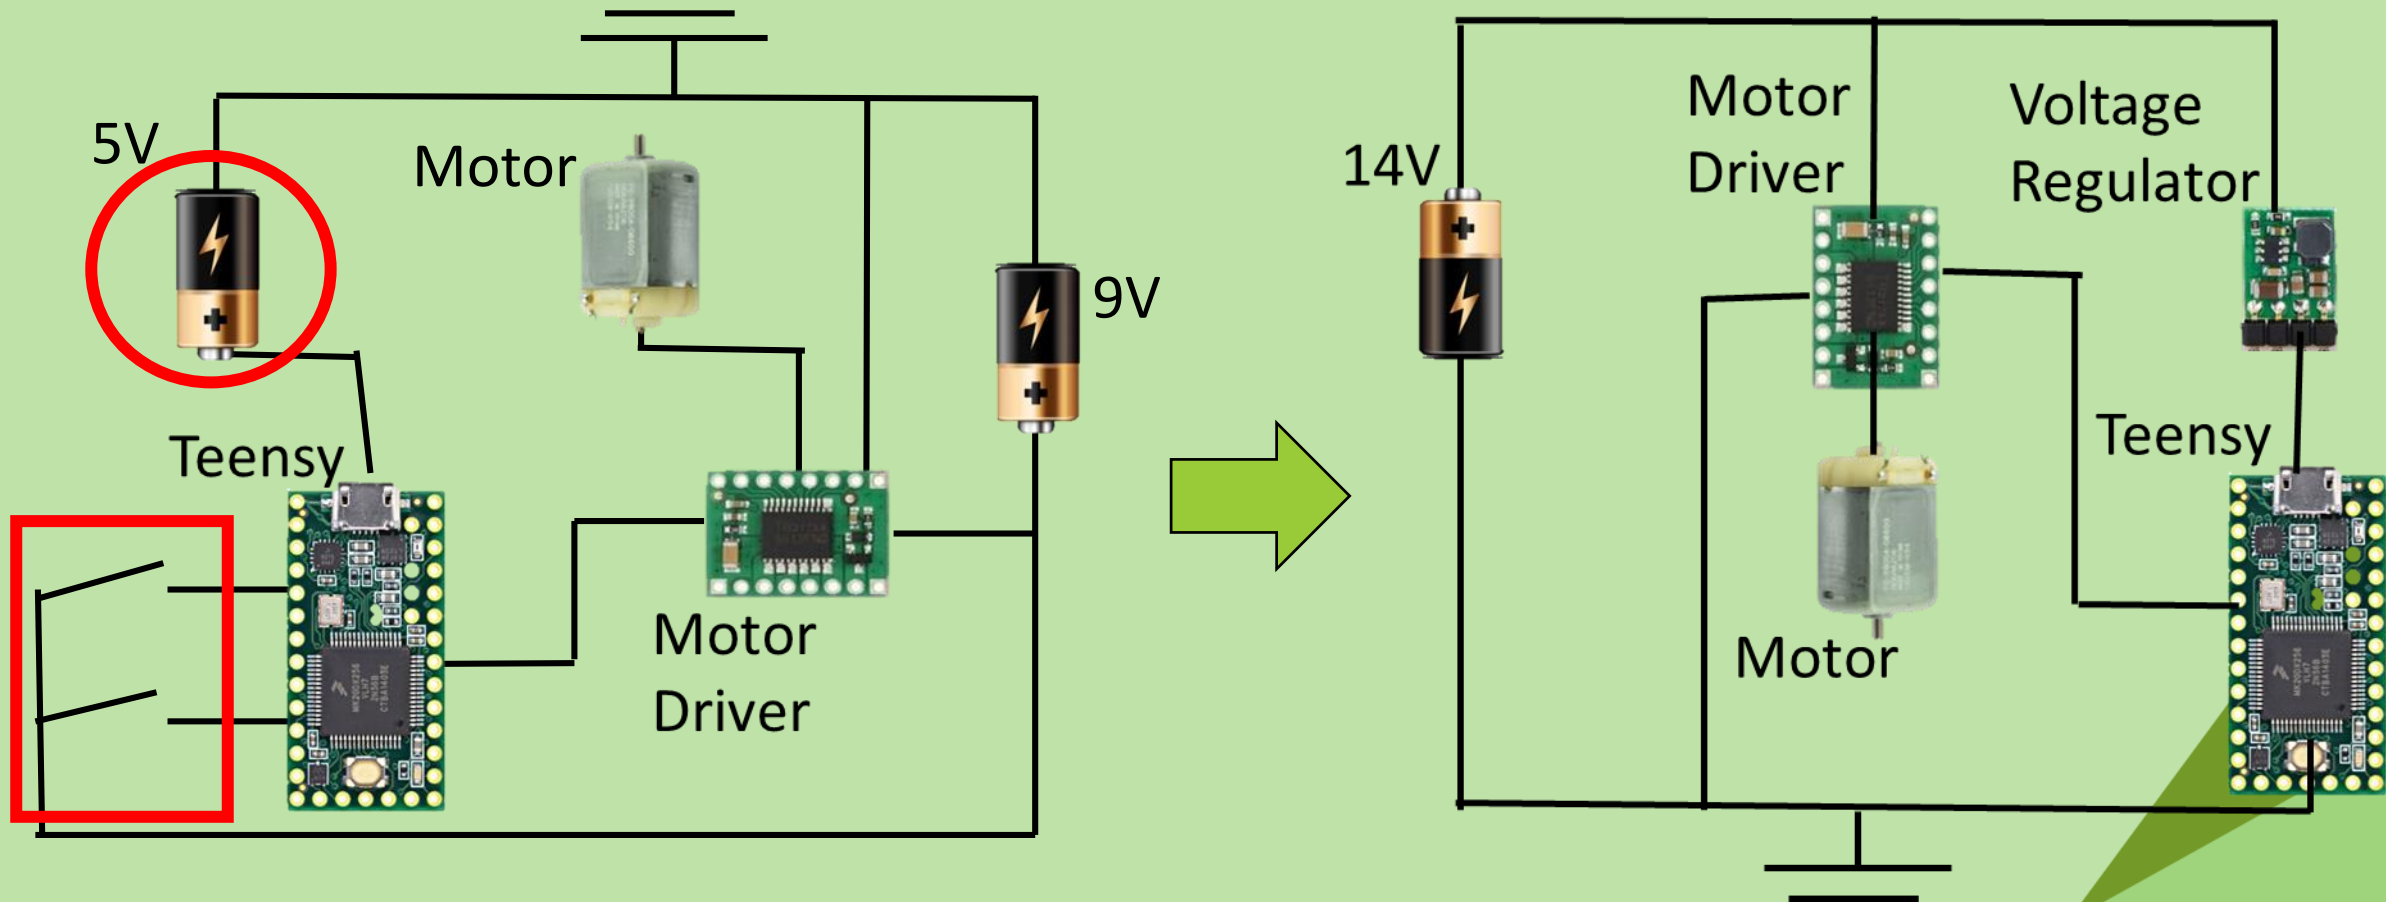 5V
Motor
9V
Teensy
Motor
Driver
14V
Motor
Driver
Voltage
Regulator
Teensy
Motor